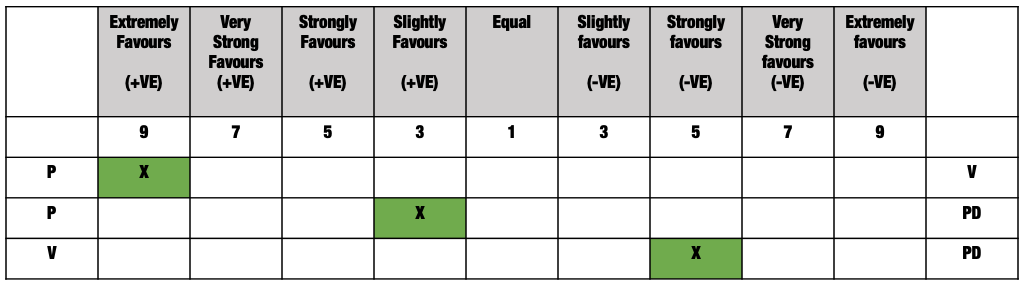 Extremely Favours (+VE) Very Strong Favours (+VE) Strongly Favours (+VE) Slightly Favours (+VE) Equal Slightly favours (-VE) Strongly favours (-VE) Very Strong favours (-VE) Extremely favours (-VE)
9 7 5 3 1 3 5 7 9
P X V
P X PD
V X PD